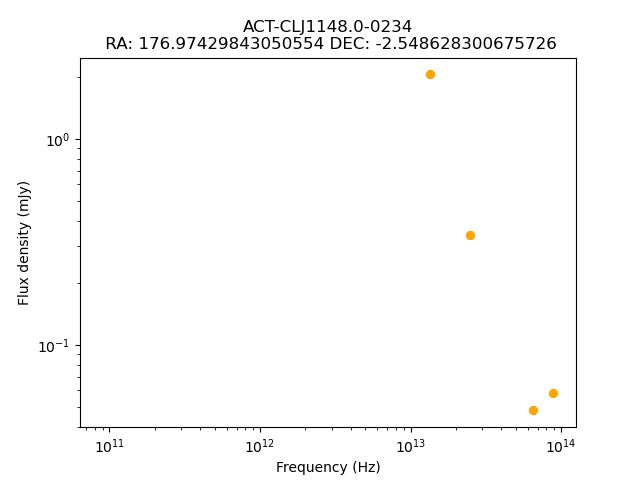 ACT-CLJ1148.0-0234
RA: 176.97429843050554 DEC: -2.548628300675726
10⁰
10⁻¹
Flux density (mJy)
10¹¹ 10¹² 10¹³ 10¹⁴
Frequency (Hz)